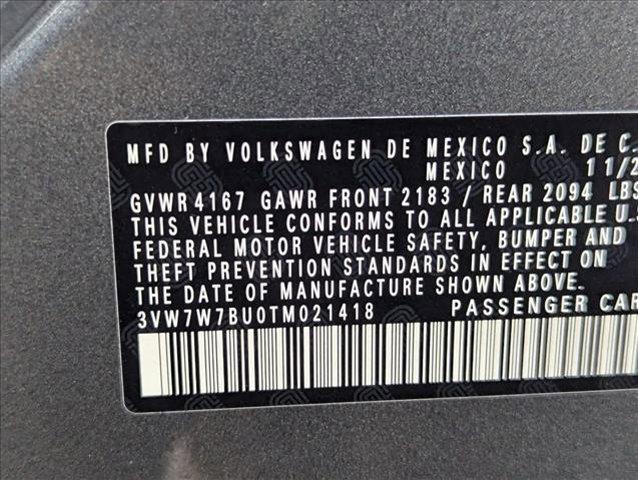 MFD BY VOLKSWAGEN DE MEXICO S.A. DE C.
MEXICO 11/2
GVWR 4167 GAWR FRONT 2183 / REAR 2094 LBS
THIS VEHICLE CONFORMS TO ALL APPLICABLE U.S
FEDERAL MOTOR VEHICLE SAFETY, BUMPER AND
THEFT PREVENTION STANDARDS IN EFFECT ON
THE DATE OF MANUFACTURE SHOWN ABOVE.
3VW7W7BU0TM021418 PASSENGER CAR